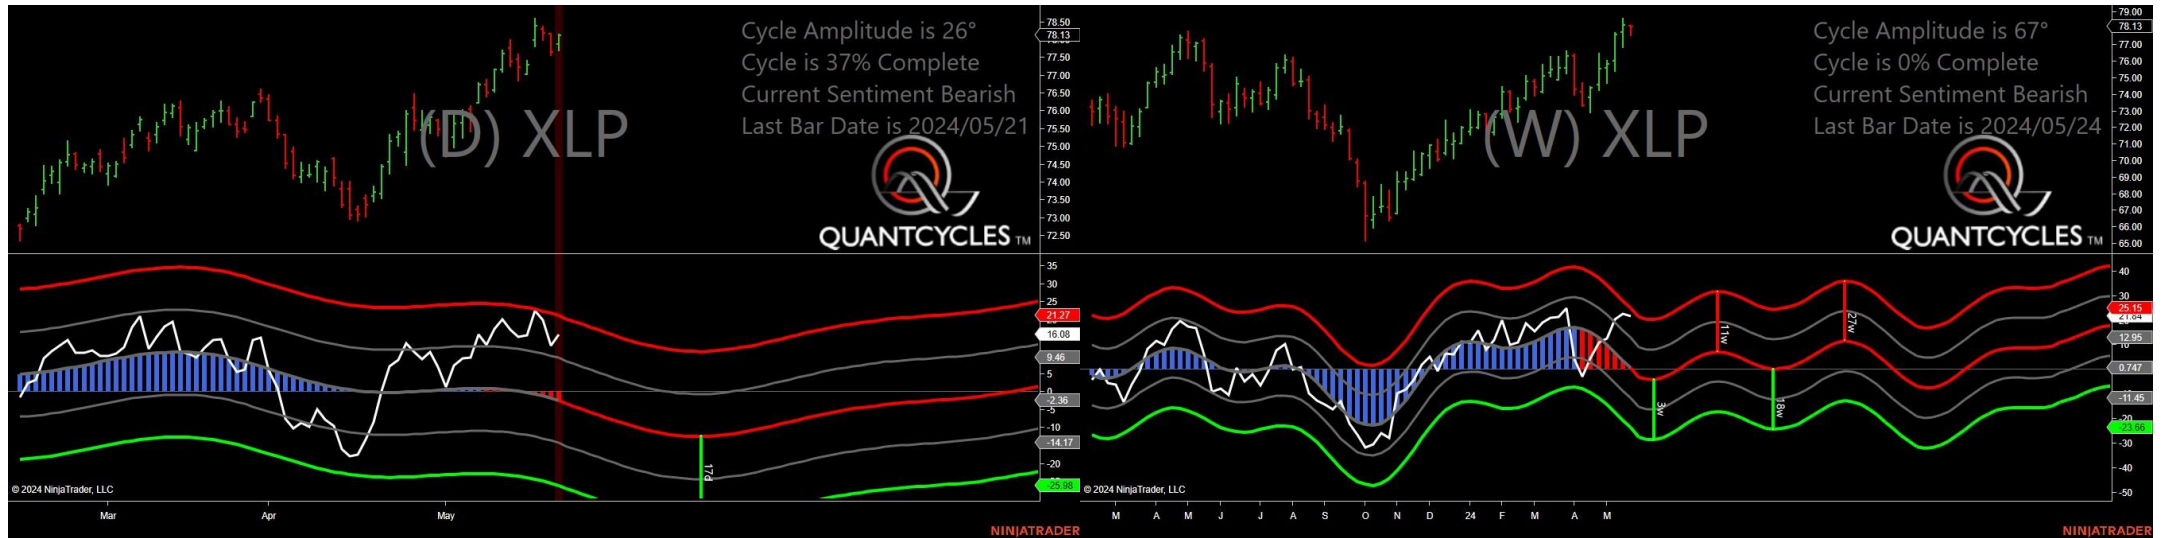 Cycle Amplitude is 26°
Cycle is 37% Complete
Current Sentiment Bearish
Last Bar Date is 2024/05/21
(D) XLP
QUANTCYCLES TM
78.50
78.13
77.50
77.00
76.50
76.00
75.50
75.00
74.50
74.00
73.50
73.00
72.50
35
30
25
21.27
16.08
9.46
5
0
-2.36
-5
-10
-14.17
-20
-25.98
17d
© 2024 NinjaTrader, LLC
Mar Apr May
NINJATRADER
Cycle Amplitude is 67°
Cycle is 0% Complete
Current Sentiment Bearish
Last Bar Date is 2024/05/24
(W) XLP
QUANTCYCLES TM
79.00
78.13
77.00
76.00
75.00
74.00
73.00
72.00
71.00
70.00
69.00
68.00
67.00
66.00
65.00
40
30
25.15
21.84
12.95
0.747
-11.45
-20
-23.66
-30
-40
-50
3w
11w
18w
27w
© 2024 NinjaTrader, LLC
M A M J J A S O N D 24 F M A M
NINJATRADER